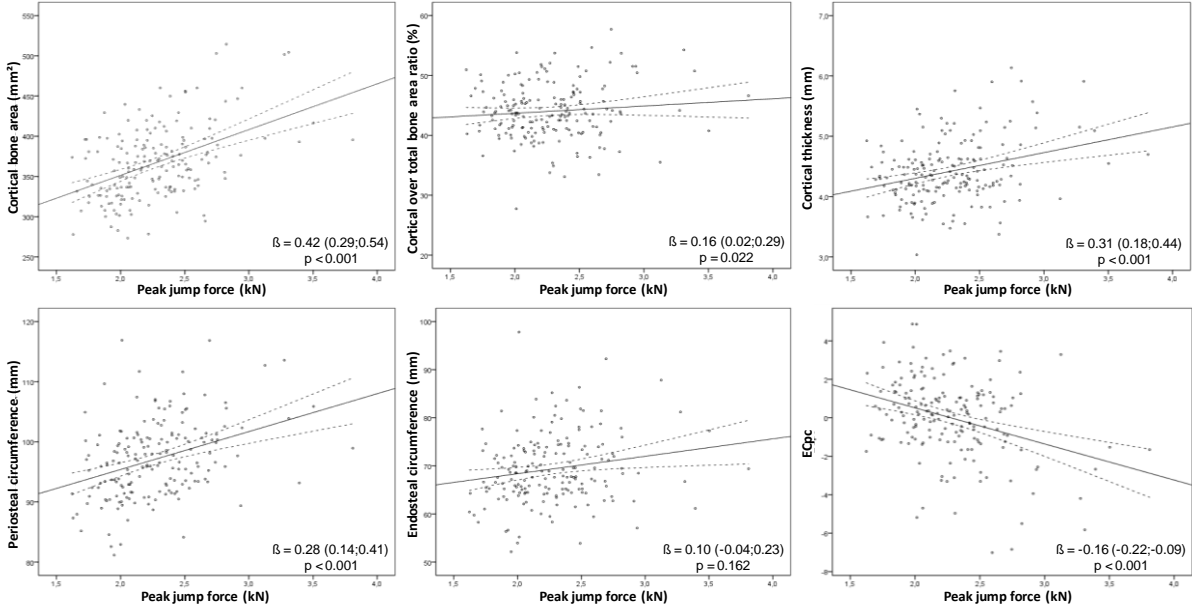 Cortical bone area (mm²)
550
500
450
400
350
300
250
ß = 0.42 (0.29;0.54)
p < 0.001
1,5 2,0 2,5 3,0 3,5 4,0
Peak jump force (kN)
Cortical over total bone area ratio (%)
60
50
40
30
20
ß = 0.16 (0.02;0.29)
p = 0.022
1,5 2,0 2,5 3,0 3,5 4,0
Peak jump force (kN)
Cortical thickness (mm)
7,0
6,0
5,0
4,0
3,0
ß = 0.31 (0.18;0.44)
p < 0.001
1,5 2,0 2,5 3,0 3,5 4,0
Peak jump force (kN)
Periosteal circumference (mm)
120
110
100
90
80
ß = 0.28 (0.14;0.41)
p < 0.001
1,5 2,0 2,5 3,0 3,5 4,0
Peak jump force (kN)
Endosteal circumference (mm)
100
90
80
70
60
50
ß = 0.10 (-0.04;0.23)
p = 0.162
1,5 2,0 2,5 3,0 3,5 4,0
Peak jump force (kN)
ECpc
4
2
0
-2
-4
-6
-8
ß = -0.16 (-0.22;-0.09)
p < 0.001
1,5 2,0 2,5 3,0 3,5 4,0
Peak jump force (kN)